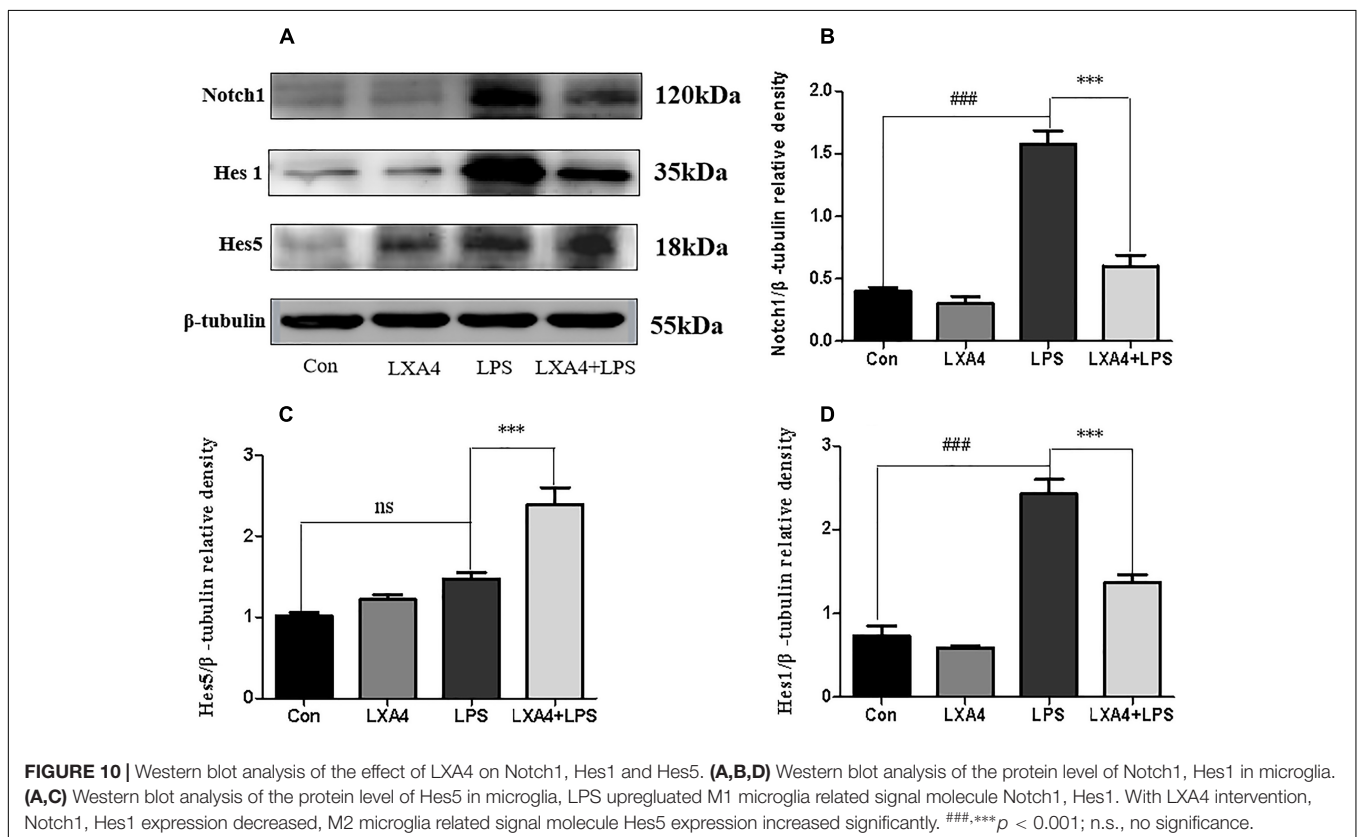 A
Notch1
120kDa
Hes 1
35kDa
Hes5
18kDa
β-tubulin
55kDa
Con LXA4 LPS LXA4+LPS
B
Notch1/β -tubulin relative density
2.0
1.5
1.0
0.5
0.0
###
***
Con LXA4 LPS LXA4+LPS
C
Hes5/β -tubulin relative density
3
2
1
0
ns
***
Con LXA4 LPS LXA4+LPS
D
Hes1/β -tubulin relative density
3
2
1
0
###
***
Con LXA4 LPS LXA4+LPS
FIGURE 10 | Western blot analysis of the effect of LXA4 on Notch1, Hes1 and Hes5. (A,B,D) Western blot analysis of the protein level of Notch1, Hes1 in microglia.
(A,C) Western blot analysis of the protein level of Hes5 in microglia, LPS upregluated M1 microglia related signal molecule Notch1, Hes1. With LXA4 intervention,
Notch1, Hes1 expression decreased, M2 microglia related signal molecule Hes5 expression increased significantly. ###,***p < 0.001; n.s., no significance.